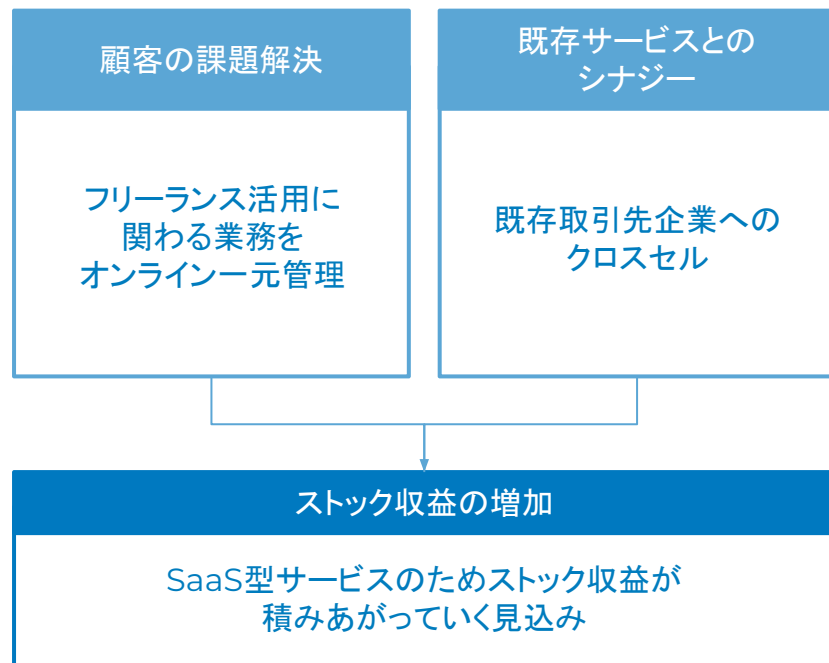 顧客の課題解決
フリーランス活用に
関わる業務を
オンライン一元管理
既存サービスとの
シナジー
既存取引先企業への
クロスセル
ストック収益の増加
SaaS型サービスのためストック収益が
積みあがっていく見込み